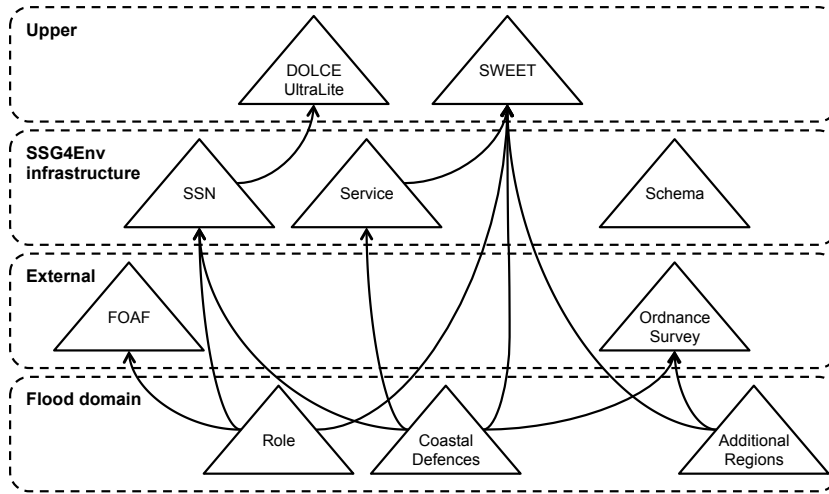 Upper
DOLCE
UltraLite
SWEET
SSG4Env
infrastructure
SSN
Service
Schema
External
FOAF
Ordnance
Survey
Flood domain
Role
Coastal
Defences
Additional
Regions